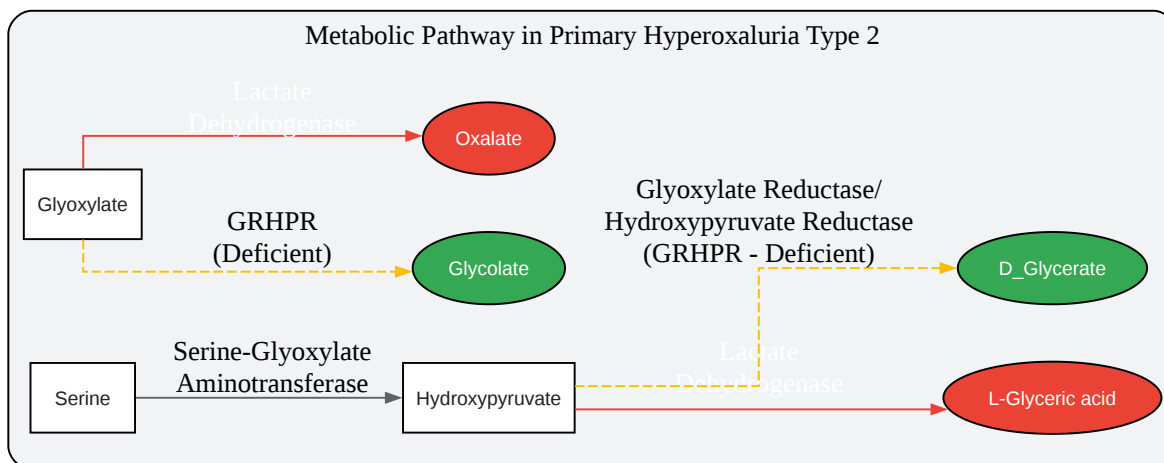 Metabolic Pathway in Primary Hyperoxaluria Type 2
Lactate
Dehydrogenase
Oxalate
Glyoxylate
GRHPR
(Deficient)
Glycolate
Glyoxylate Reductase/
Hydroxypyruvate Reductase
(GRHPR - Deficient)
D_Glycerate
Serine
Serine-Glyoxylate
Aminotransferase
Hydroxypyruvate
Lactate
Dehydrogenase
L-Glyceric acid